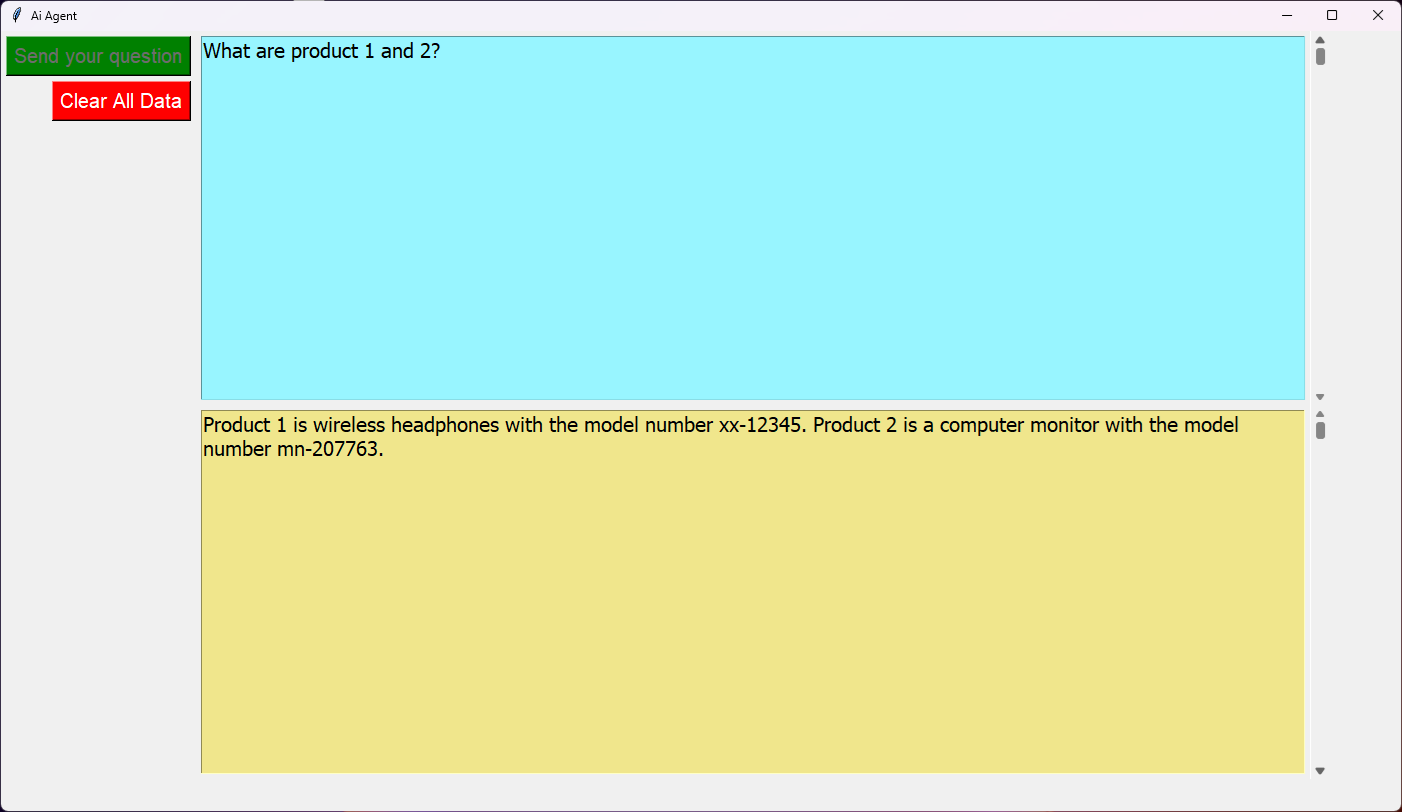 Ai Agent
Send your question
Clear All Data
What are product 1 and 2?
Product 1 is wireless headphones with the model number xx-12345. Product 2 is a computer monitor with the model
number mn-207763.